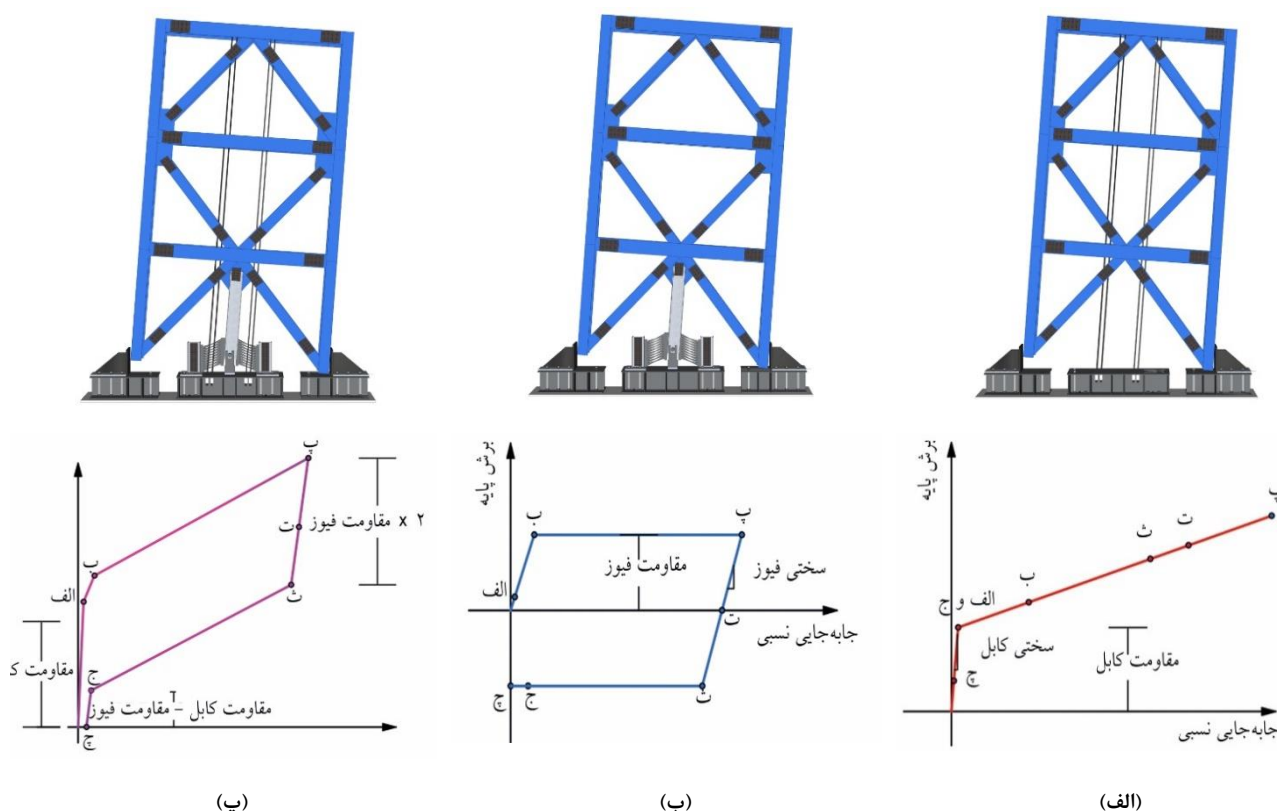 پ
ب
ت
۲ x مقاومت فیوز
الف
ث
مقاومت ک
ج
مقاومت کابل – مقاومت فیوز
چ
برش پایه
ب
پ
مقاومت فیوز
سختی فیوز
الف
ت
جابه‌جایی نسبی
چ
ج
ث
برش پایه
پ
ت
ث
ب
الف و ج
سختی کابل
مقاومت کابل
چ
جابه‌جایی نسبی
(پ)
(ب)
(الف)